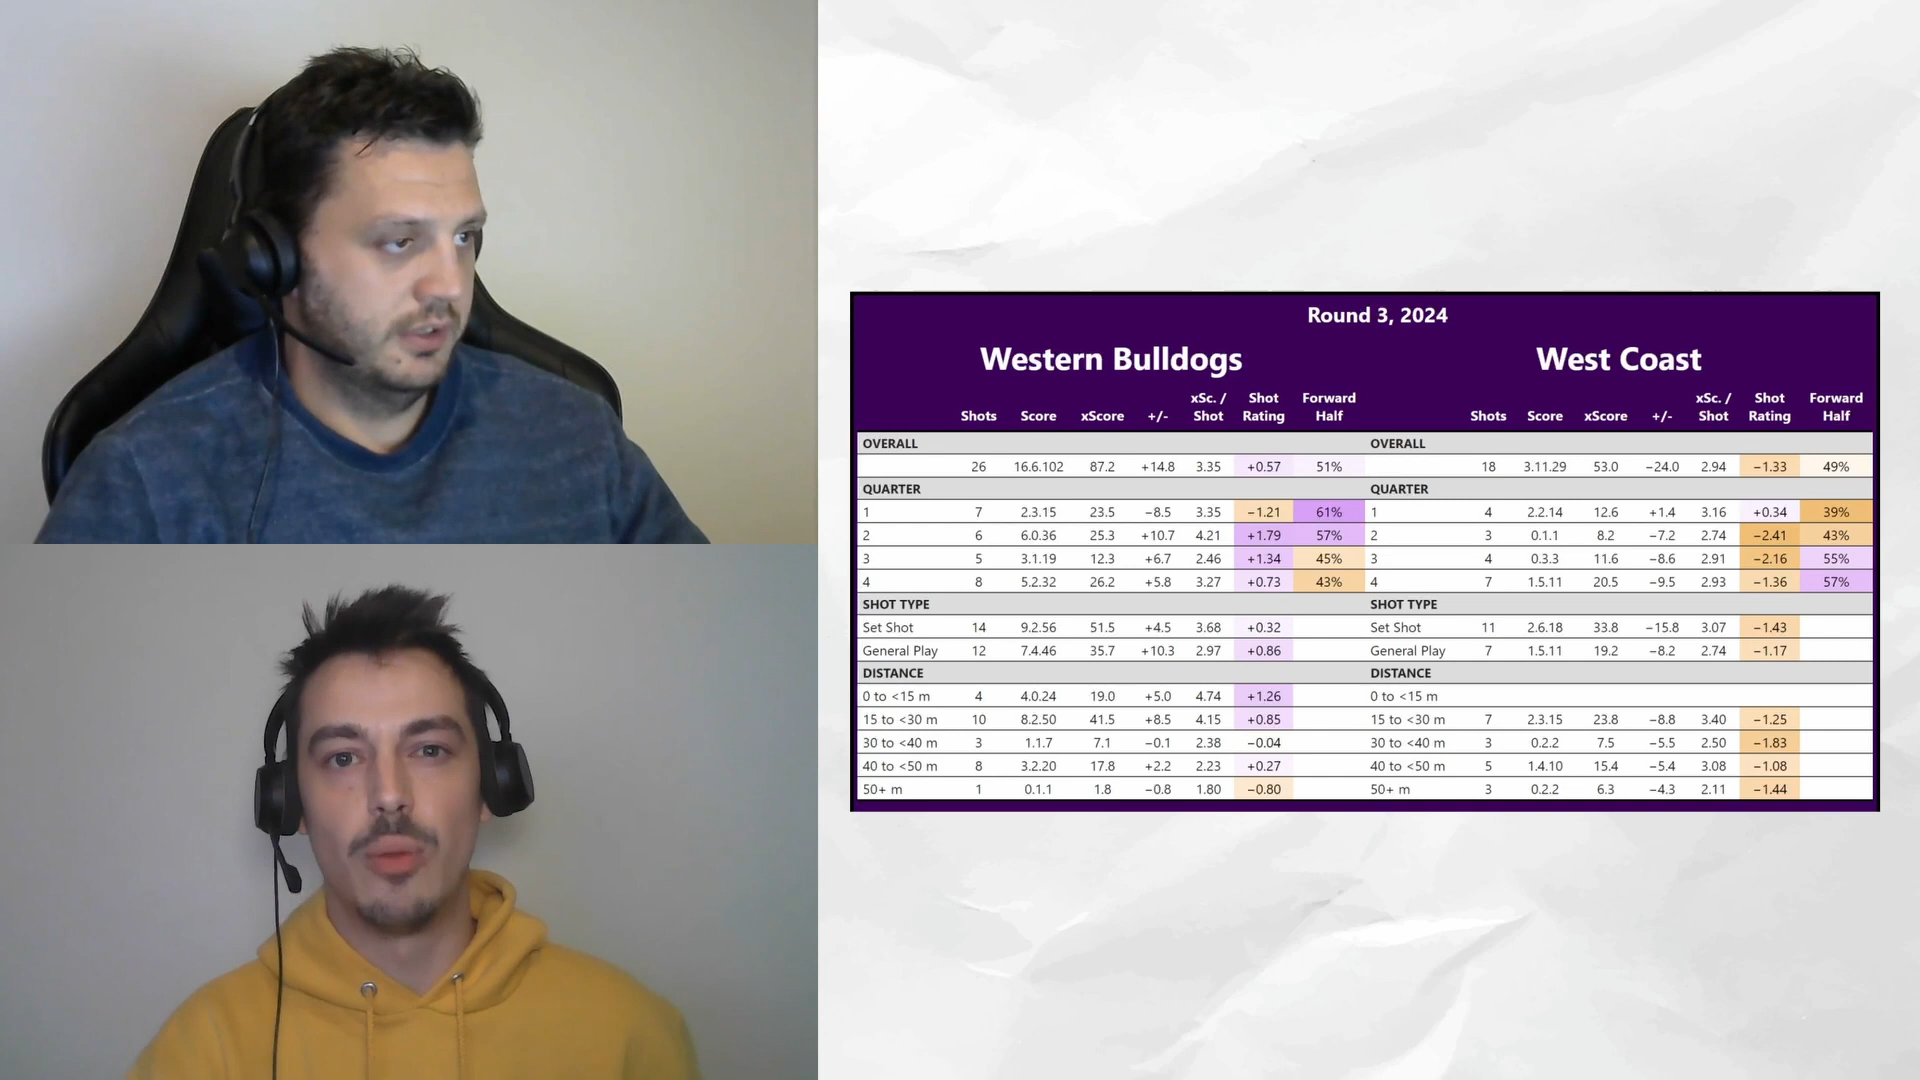 Round 3, 2024
Western Bulldogs West Coast
Shots Score xScore +/- xSc. / Shot Shot Rating Forward Half Shots Score xScore +/- xSc. / Shot Shot Rating Forward Half
OVERALL OVERALL
26 16.6.102 87.2 +14.8 3.35 +0.57 51% 18 3.11.29 53.0 −24.0 2.94 −1.33 49%
QUARTER QUARTER
1 7 2.3.15 23.5 −8.5 3.35 −1.21 61% 1 4 2.2.14 12.6 +1.4 3.16 +0.34 39%
2 6 6.0.36 25.3 +10.7 4.21 +1.79 57% 2 3 0.1.1 8.2 −7.2 2.74 −2.41 43%
3 5 3.1.19 12.3 +6.7 2.46 +1.34 45% 3 4 0.3.3 11.6 −8.6 2.91 −2.16 55%
4 8 5.2.32 26.2 +5.8 3.27 +0.73 43% 4 7 1.5.11 20.5 −9.5 2.93 −1.36 57%
SHOT TYPE SHOT TYPE
Set Shot 14 9.2.56 51.5 +4.5 3.68 +0.32 Set Shot 11 2.6.18 33.8 −15.8 3.07 −1.43
General Play 12 7.4.46 35.7 +10.3 2.97 +0.86 General Play 7 1.5.11 19.2 −8.2 2.74 −1.17
DISTANCE DISTANCE
0 to <15 m 4 4.0.24 19.0 +5.0 4.74 +1.26 0 to <15 m
15 to <30 m 10 8.2.50 41.5 +8.5 4.15 +0.85 15 to <30 m 7 2.3.15 23.8 −8.8 3.40 −1.25
30 to <40 m 3 1.1.7 7.1 −0.1 2.38 −0.04 30 to <40 m 3 0.2.2 7.5 −5.5 2.50 −1.83
40 to <50 m 8 3.2.20 17.8 +2.2 2.23 +0.27 40 to <50 m 5 1.4.10 15.4 −5.4 3.08 −1.08
50+ m 1 0.1.1 1.8 −0.8 1.80 −0.80 50+ m 3 0.2.2 6.3 −4.3 2.11 −1.44